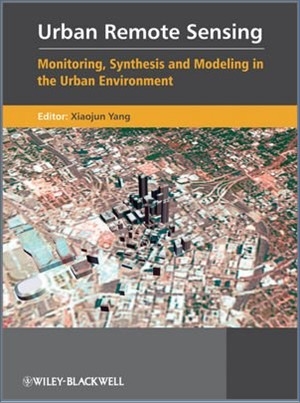 Urban Remote Sensing
Monitoring, Synthesis and Modeling in
the Urban Environment
Editor: Xiaojun Yang
WILEY-BLACKWELL